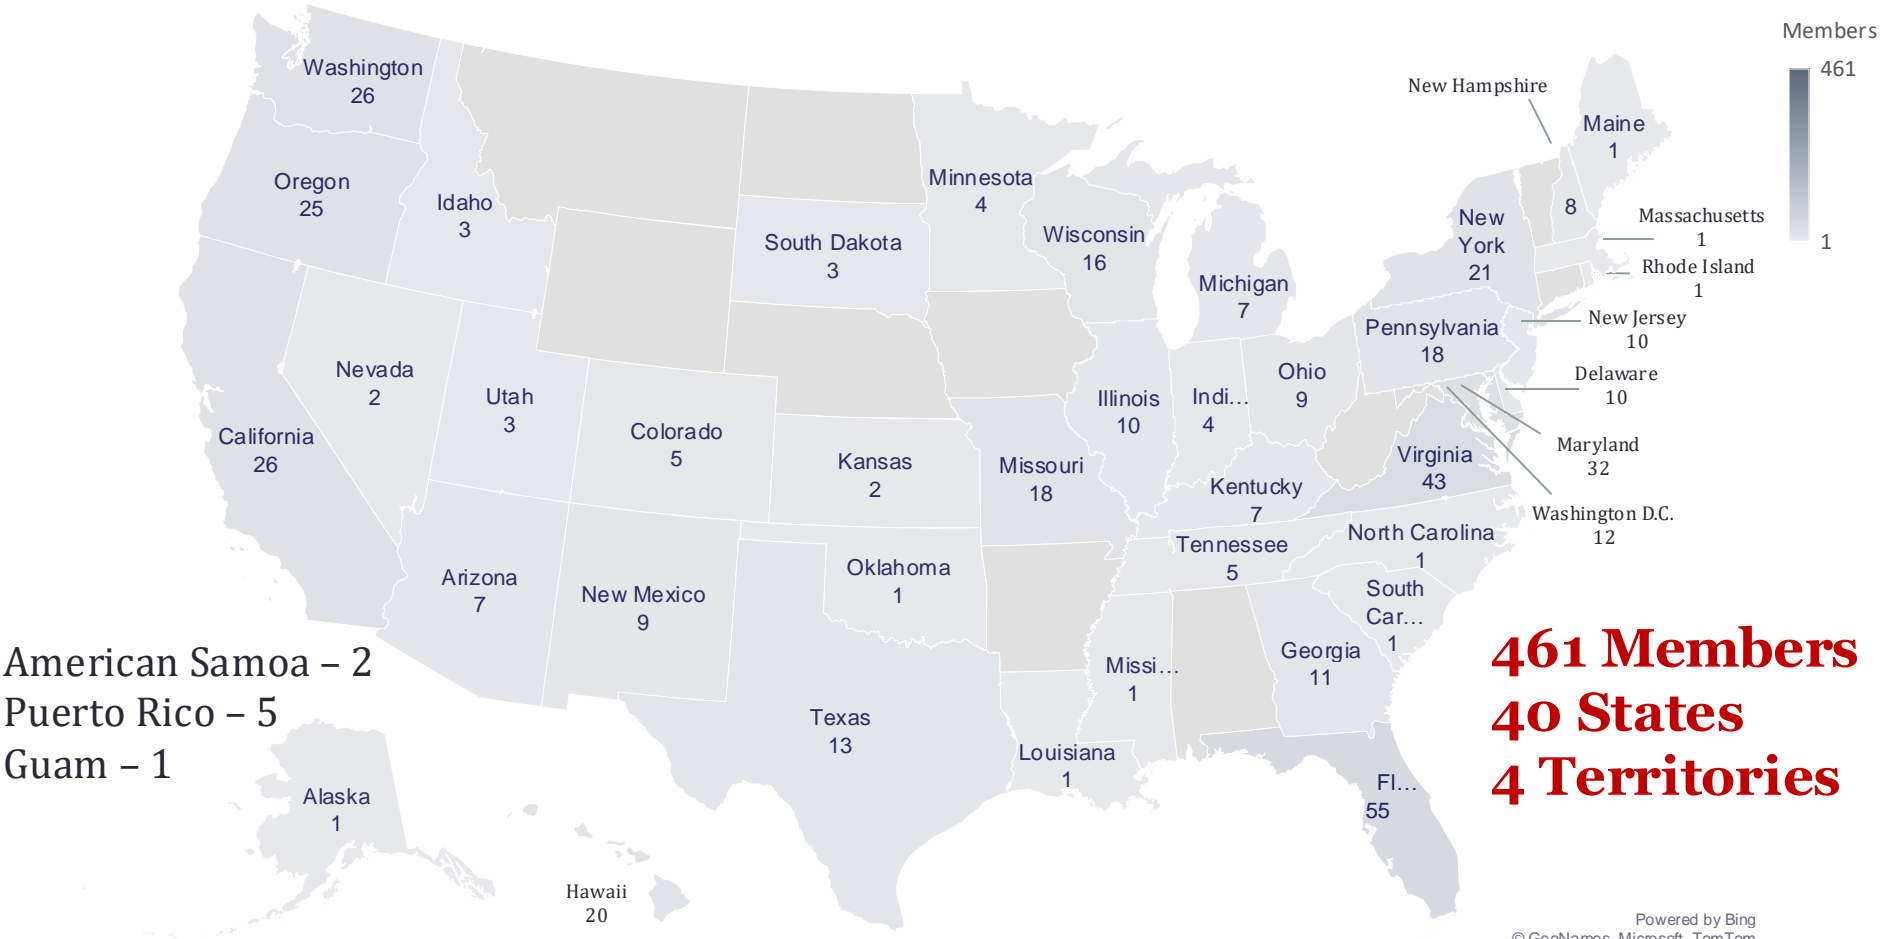 Members
461
1
Washington
26
Oregon
25
Idaho
3
California
26
Nevada
2
Utah
3
Arizona
7
Colorado
5
New Mexico
9
South Dakota
3
Kansas
2
Oklahoma
1
Texas
13
Minnesota
4
Wisconsin
16
Michigan
7
Illinois
10
Indi...
4
Ohio
9
Missouri
18
Kentucky
7
Tennessee
5
Missi...
1
Louisiana
1
Georgia
11
Fl...
55
South
Car...
1
North Carolina
1
Virginia
43
Pennsylvania
18
New
York
21
New Hampshire
8
Maine
1
Massachusetts
1
Rhode Island
1
New Jersey
10
Delaware
10
Maryland
32
Washington D.C.
12
American Samoa – 2
Puerto Rico – 5
Guam – 1
Alaska
1
Hawaii
20
461 Members
40 States
4 Territories
Powered by Bing
© GeoNames, Microsoft, TomTom